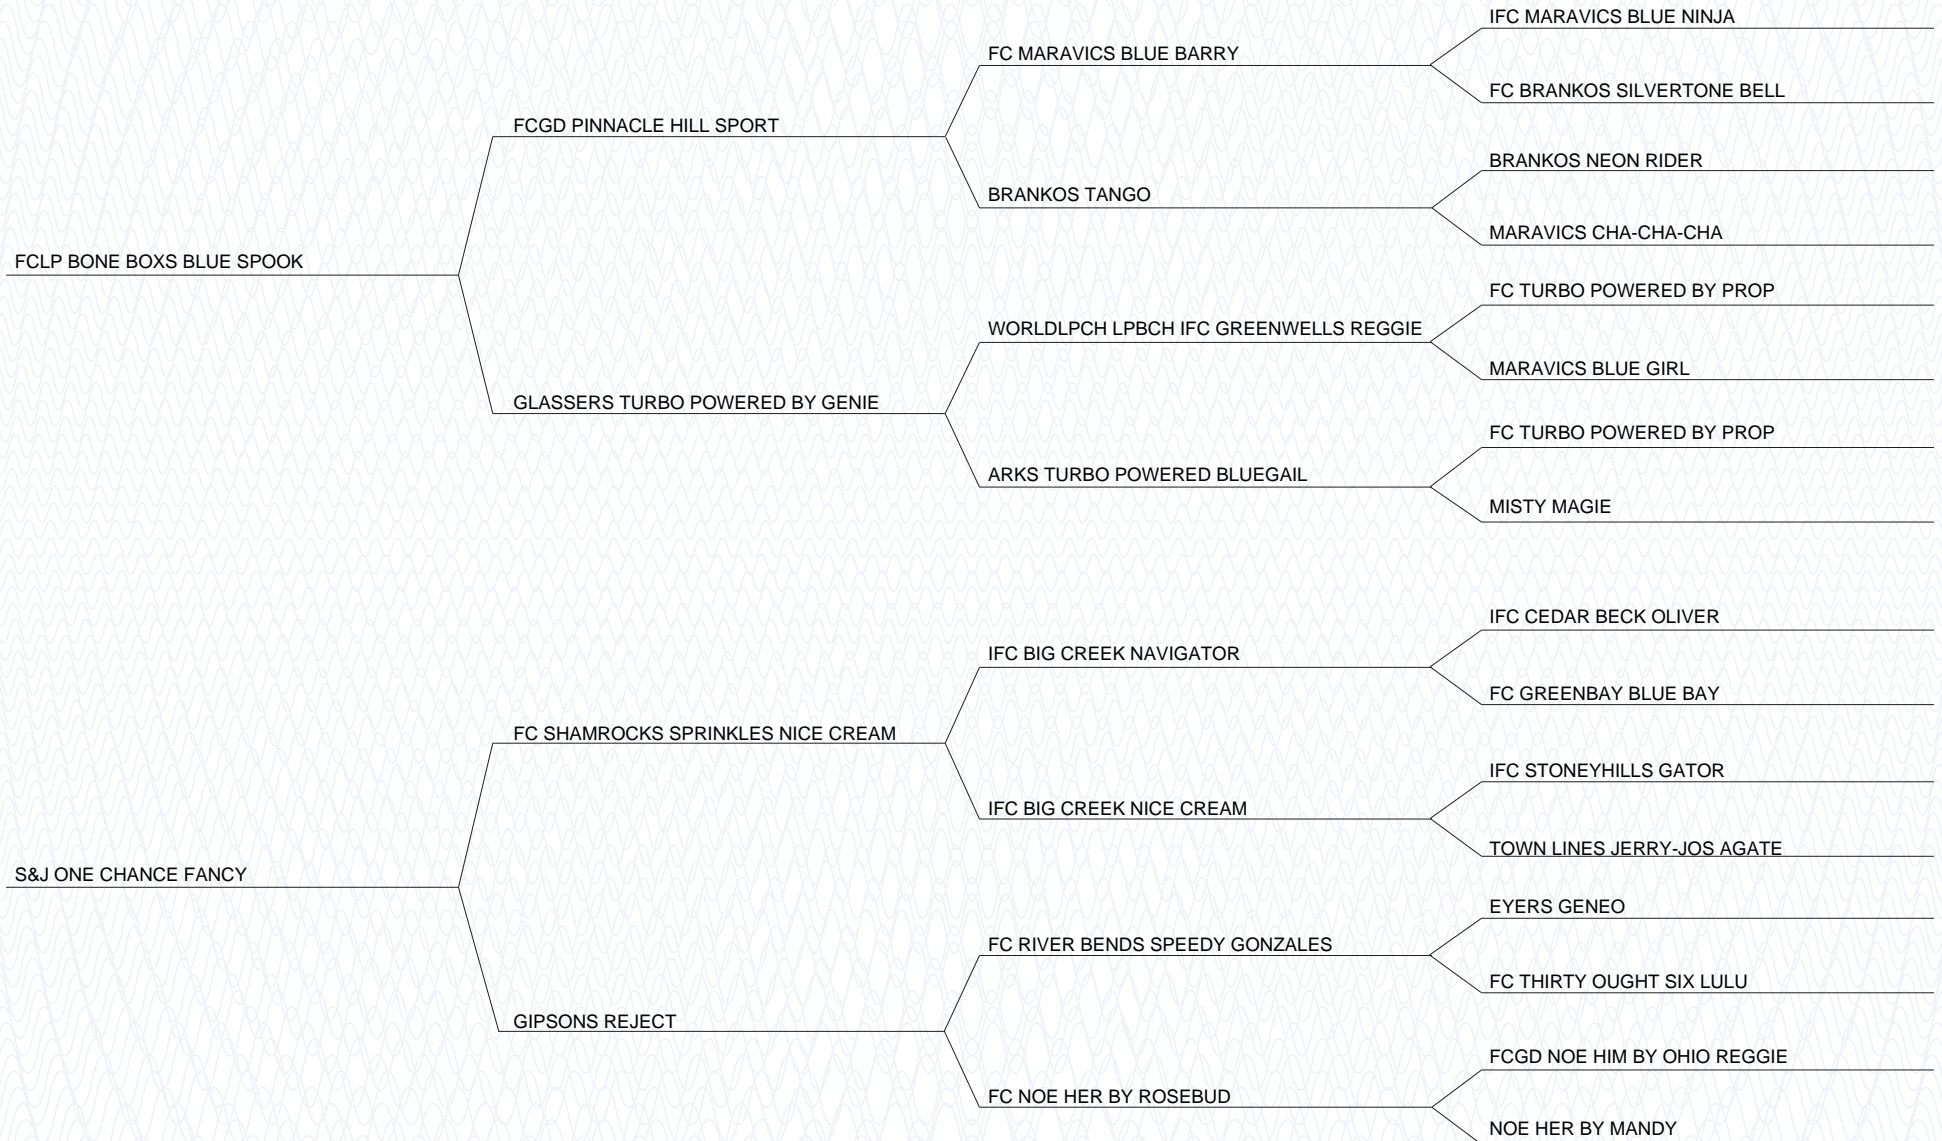 IFC MARAVICS BLUE NINJA
FC MARAVICS BLUE BARRY
FC BRANKOS SILVERTONE BELL
FCGD PINNACLE HILL SPORT
BRANKOS NEON RIDER
BRANKOS TANGO
MARAVICS CHA-CHA-CHA
FCLP BONE BOXS BLUE SPOOK
FC TURBO POWERED BY PROP
WORLDLPCH LPBCH IFC GREENWELLS REGGIE
MARAVICS BLUE GIRL
GLASSERS TURBO POWERED BY GENIE
FC TURBO POWERED BY PROP
ARKS TURBO POWERED BLUEGAIL
MISTY MAGIE
IFC CEDAR BECK OLIVER
IFC BIG CREEK NAVIGATOR
FC GREENBAY BLUE BAY
FC SHAMROCKS SPRINKLES NICE CREAM
IFC STONEYHILLS GATOR
IFC BIG CREEK NICE CREAM
TOWN LINES JERRY-JOS AGATE
S&J ONE CHANCE FANCY
EYERS GENEO
FC RIVER BENDS SPEEDY GONZALES
FC THIRTY OUGHT SIX LULU
GIPSONS REJECT
FCGD NOE HIM BY OHIO REGGIE
FC NOE HER BY ROSEBUD
NOE HER BY MANDY